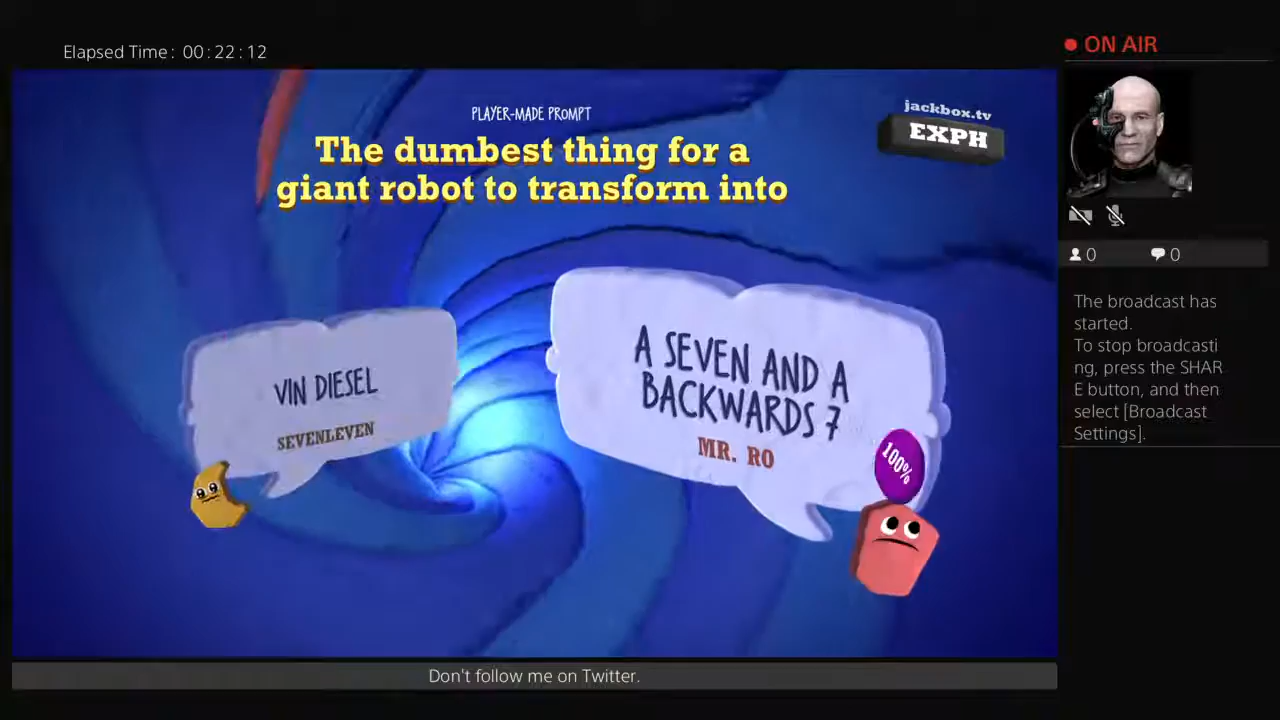 Elapsed Time: 00:22:12
ON AIR
PLAYER-MADE PROMPT
The dumbest thing for a
giant robot to transform into
jackbox.tv
EXPH
VIN DIESEL
SEVENLEVEN
A SEVEN AND A
BACKWARDS 7
MR. RO
100%
0
0
The broadcast has
started.
To stop broadcasti
ng, press the SHAR
E button, and then
select [Broadcast
Settings].
Don't follow me on Twitter.